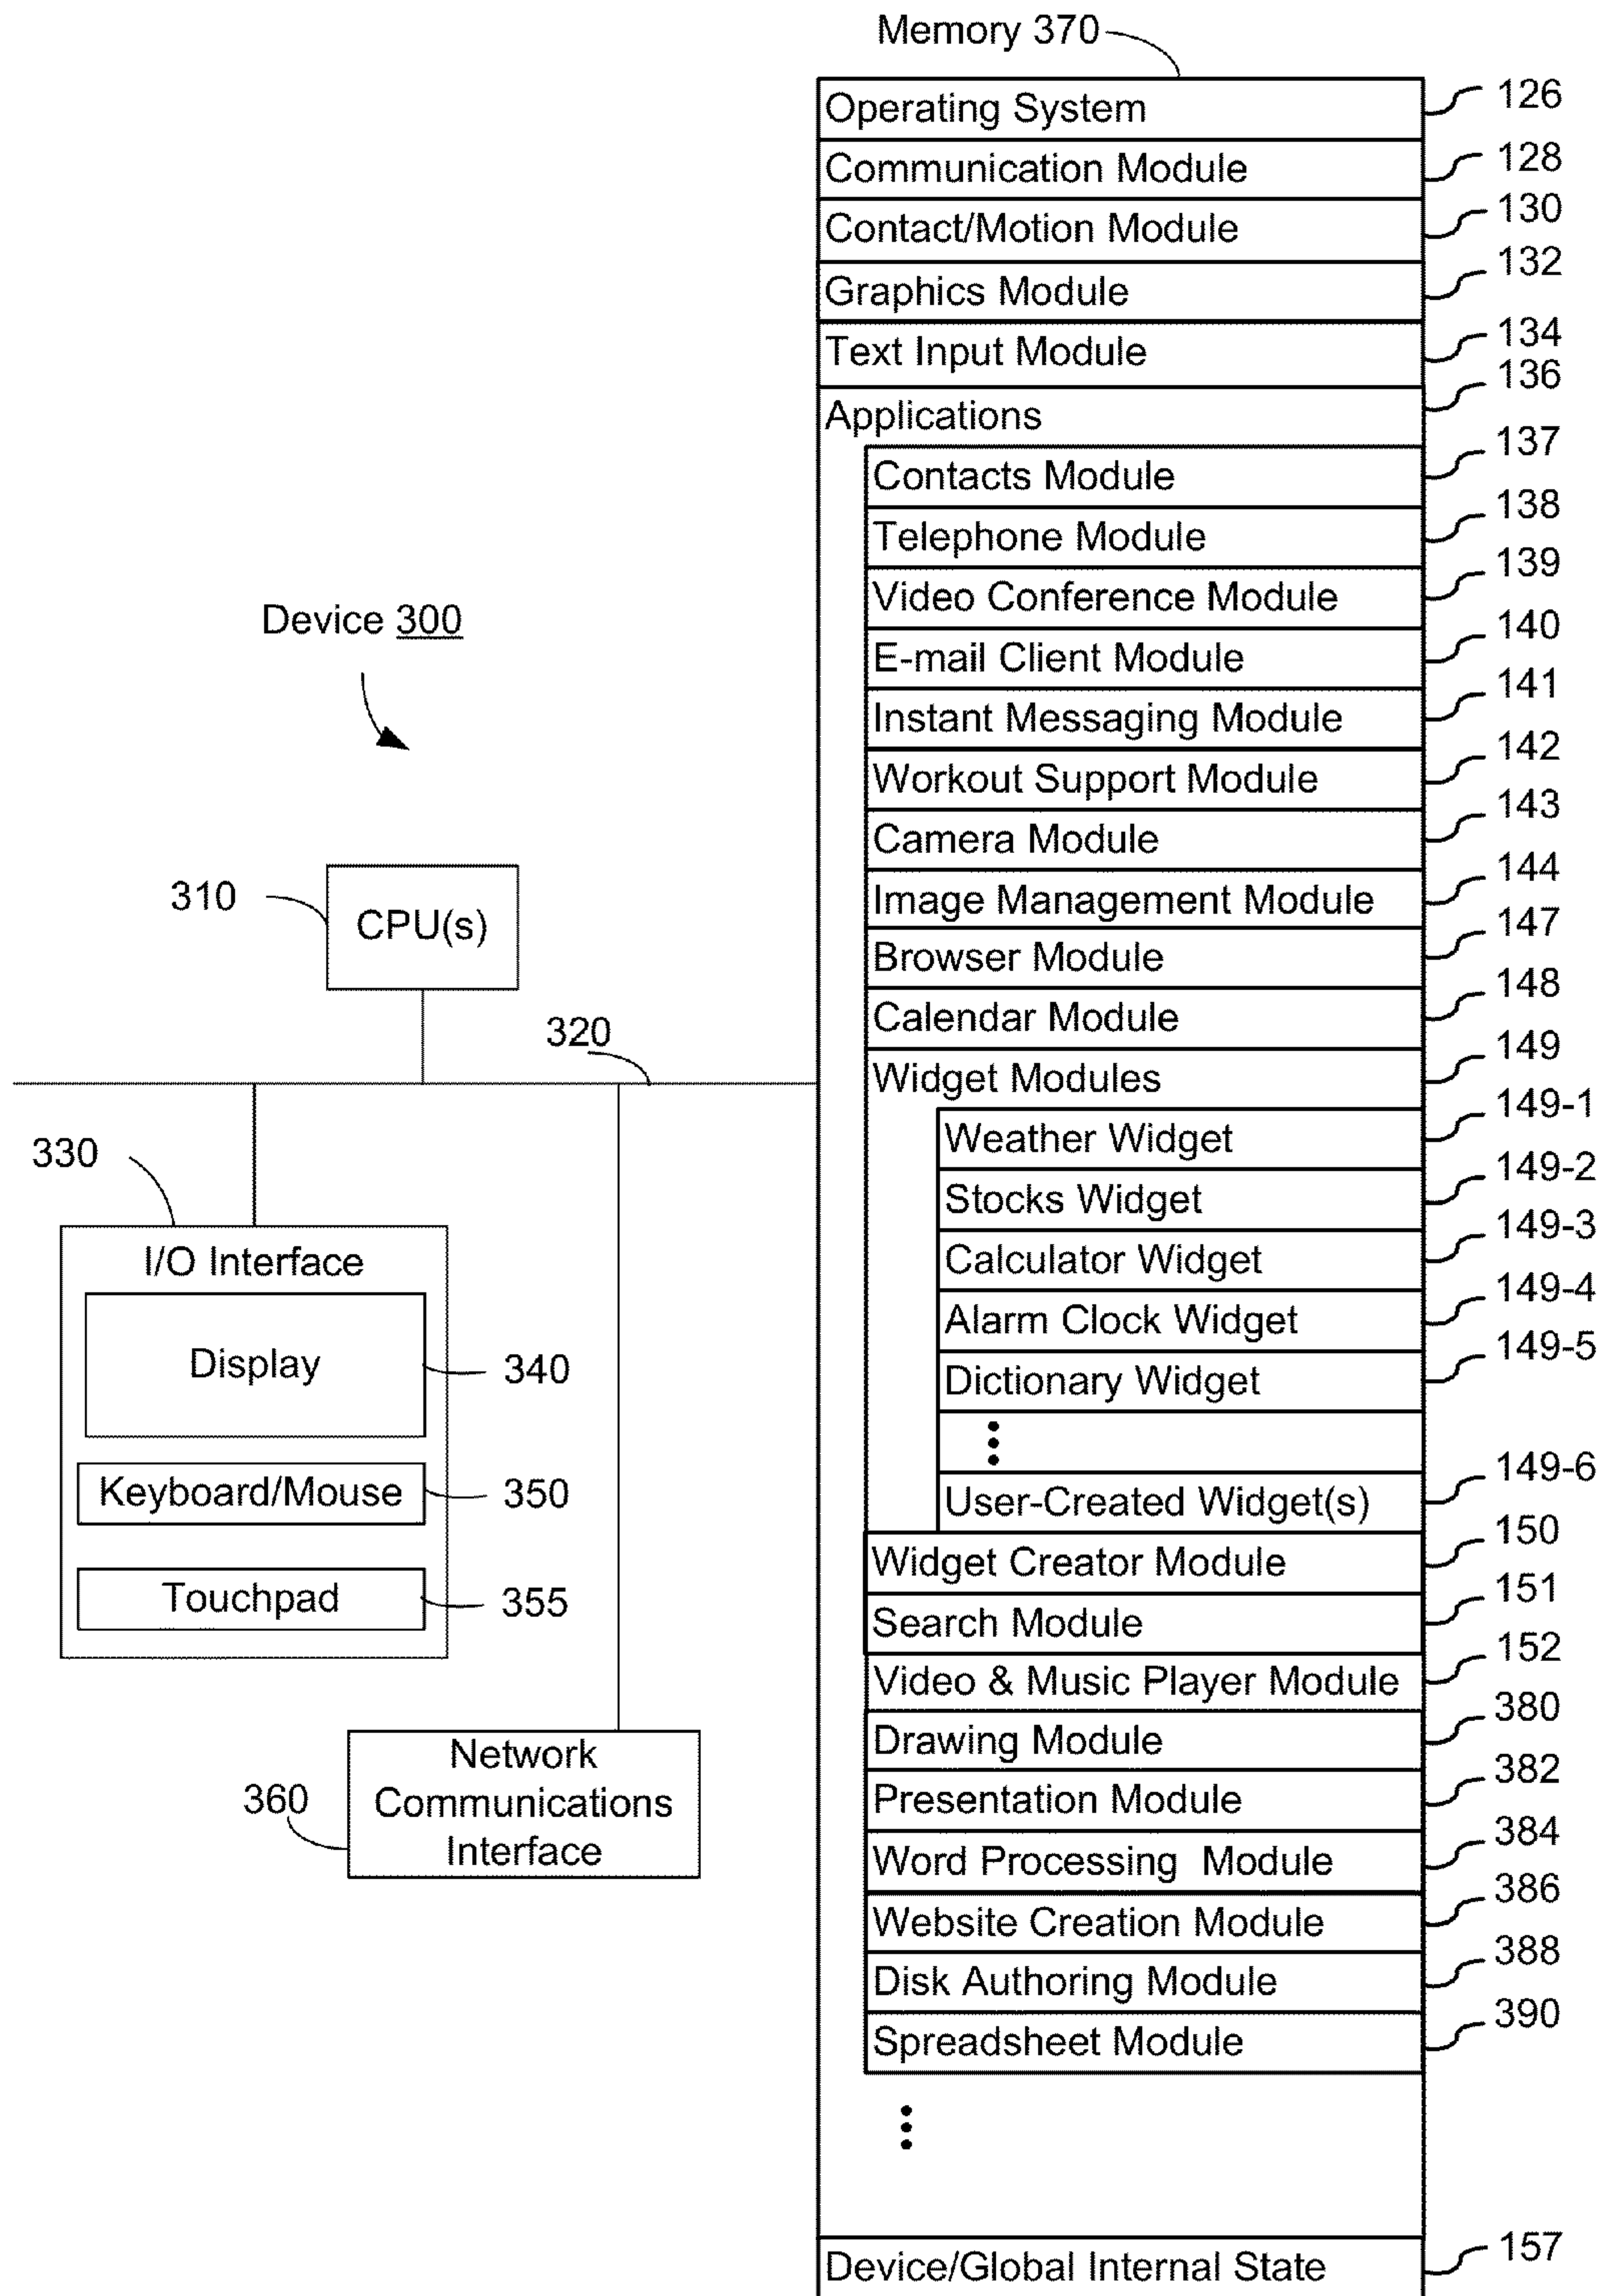 Memory 370
Operating System 126
Communication Module 128
Contact/Motion Module 130
Graphics Module 132
Text Input Module 134
Applications 136
Contacts Module 137
Telephone Module 138
Video Conference Module 139
E-mail Client Module 140
Instant Messaging Module 141
Workout Support Module 142
Camera Module 143
Image Management Module 144
Browser Module 147
Calendar Module 148
Widget Modules 149
Weather Widget 149-1
Stocks Widget 149-2
Calculator Widget 149-3
Alarm Clock Widget 149-4
Dictionary Widget 149-5
User-Created Widget(s) 149-6
Widget Creator Module 150
Search Module 151
Video & Music Player Module 152
Drawing Module 380
Presentation Module 382
Word Processing Module 384
Website Creation Module 386
Disk Authoring Module 388
Spreadsheet Module 390
Device/Global Internal State 157
Device 300
310
CPU(s)
320
330
I/O Interface
Display 340
Keyboard/Mouse 350
Touchpad 355
360
Network
Communications
Interface